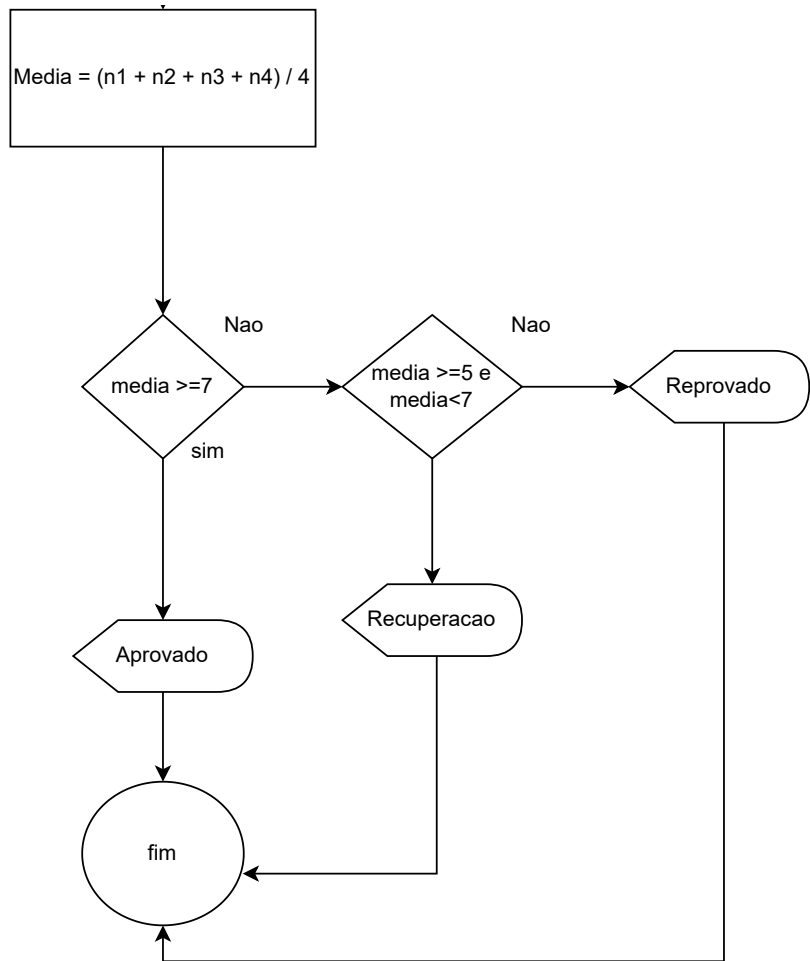 Media = (n1 + n2 + n3 + n4) / 4
Nao
Nao
media >=7
media >=5 e
media<7
Reprovado
sim
Recuperacao
Aprovado
fim